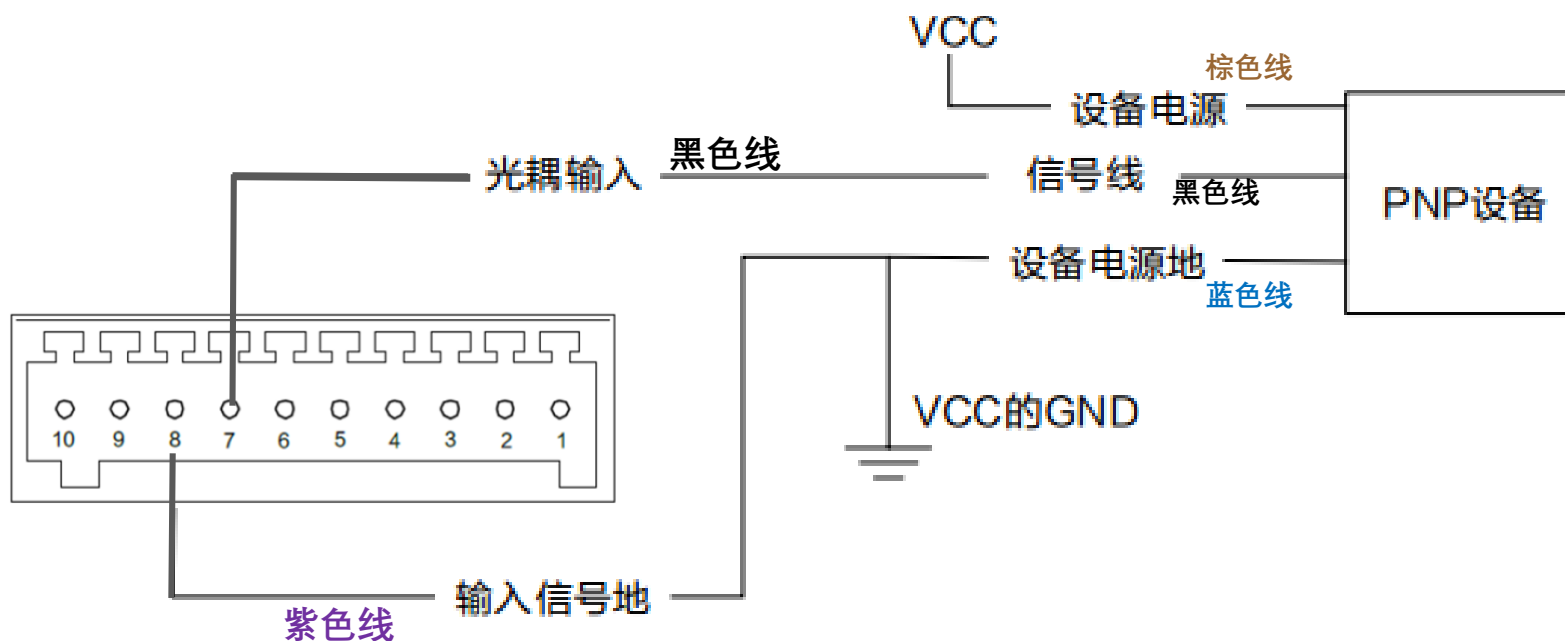 VCC
棕色线
设备电源
光耦输入
黑色线
信号线
黑色线
PNP设备
设备电源地
蓝色线
10 9 8 7 6 5 4 3 2 1
VCC的GND
输入信号地
紫色线